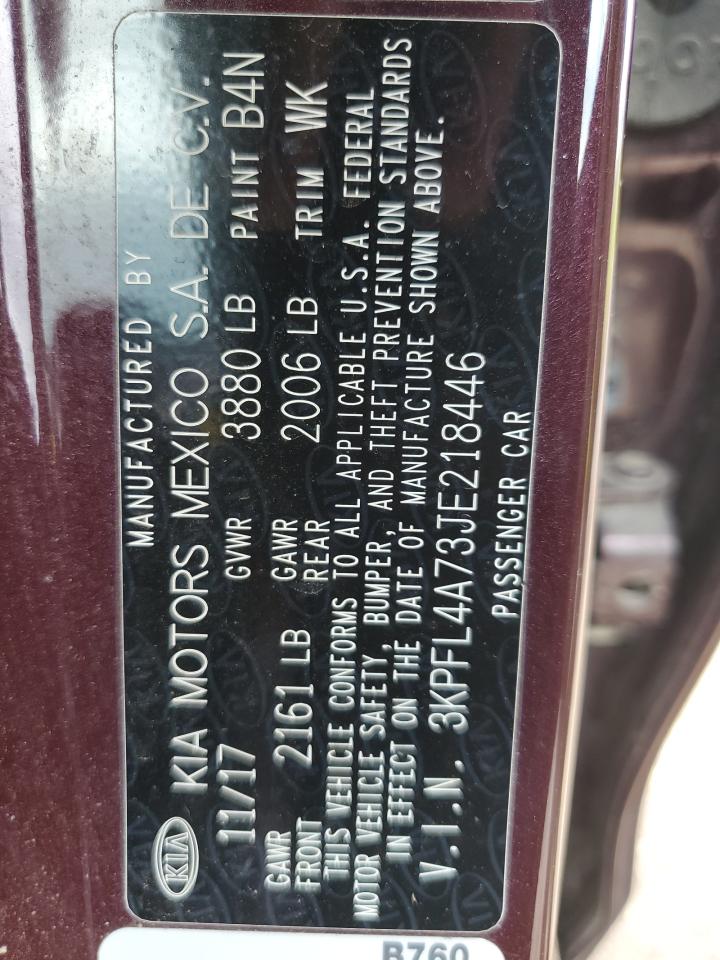 MANUFACTURED BY
KIA KIA MOTORS MEXICO S.A. DE C.V.
11/17 GVWR 3880 LB PAINT B4N
GAWR FRONT 2161 LB GAWR REAR 2006 LB TRIM WK
THIS VEHICLE CONFORMS TO ALL APPLICABLE U.S.A. FEDERAL
MOTOR VEHICLE SAFETY, BUMPER, AND THEFT PREVENTION STANDARDS
IN EFFECT ON THE DATE OF MANUFACTURE SHOWN ABOVE.
V.I.N. 3KPFL4A73JE218446
PASSENGER CAR
B760